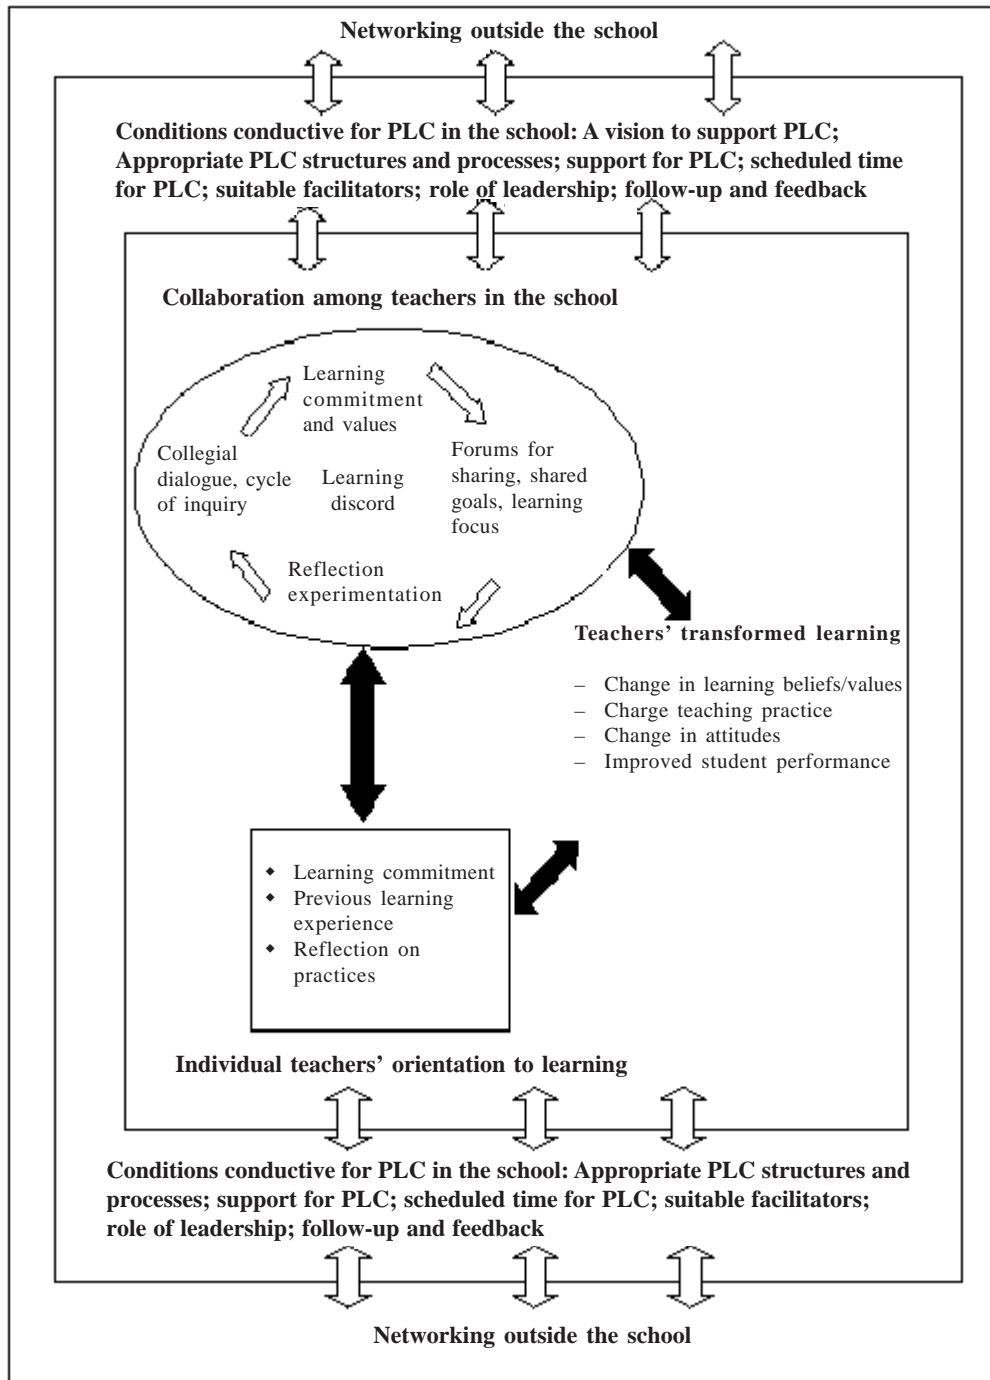 Networking outside the school
Conditions conductive for PLC in the school: A vision to support PLC;
Appropriate PLC structures and processes; support for PLC; scheduled time
for PLC; suitable facilitators; role of leadership; follow-up and feedback
Collaboration among teachers in the school
Learning
commitment
and values
Collegial
dialogue, cycle
of inquiry
Learning
discord
Forums for
sharing, shared
goals, learning
focus
Reflection
experimentation
Teachers’ transformed learning
– Change in learning beliefs/values
– Charge teaching practice
– Change in attitudes
– Improved student performance
◆ Learning commitment
◆ Previous learning
experience
◆ Reflection on
practices
Individual teachers’ orientation to learning
Conditions conductive for PLC in the school: Appropriate PLC structures and
processes; support for PLC; scheduled time for PLC; suitable facilitators;
role of leadership; follow-up and feedback
Networking outside the school